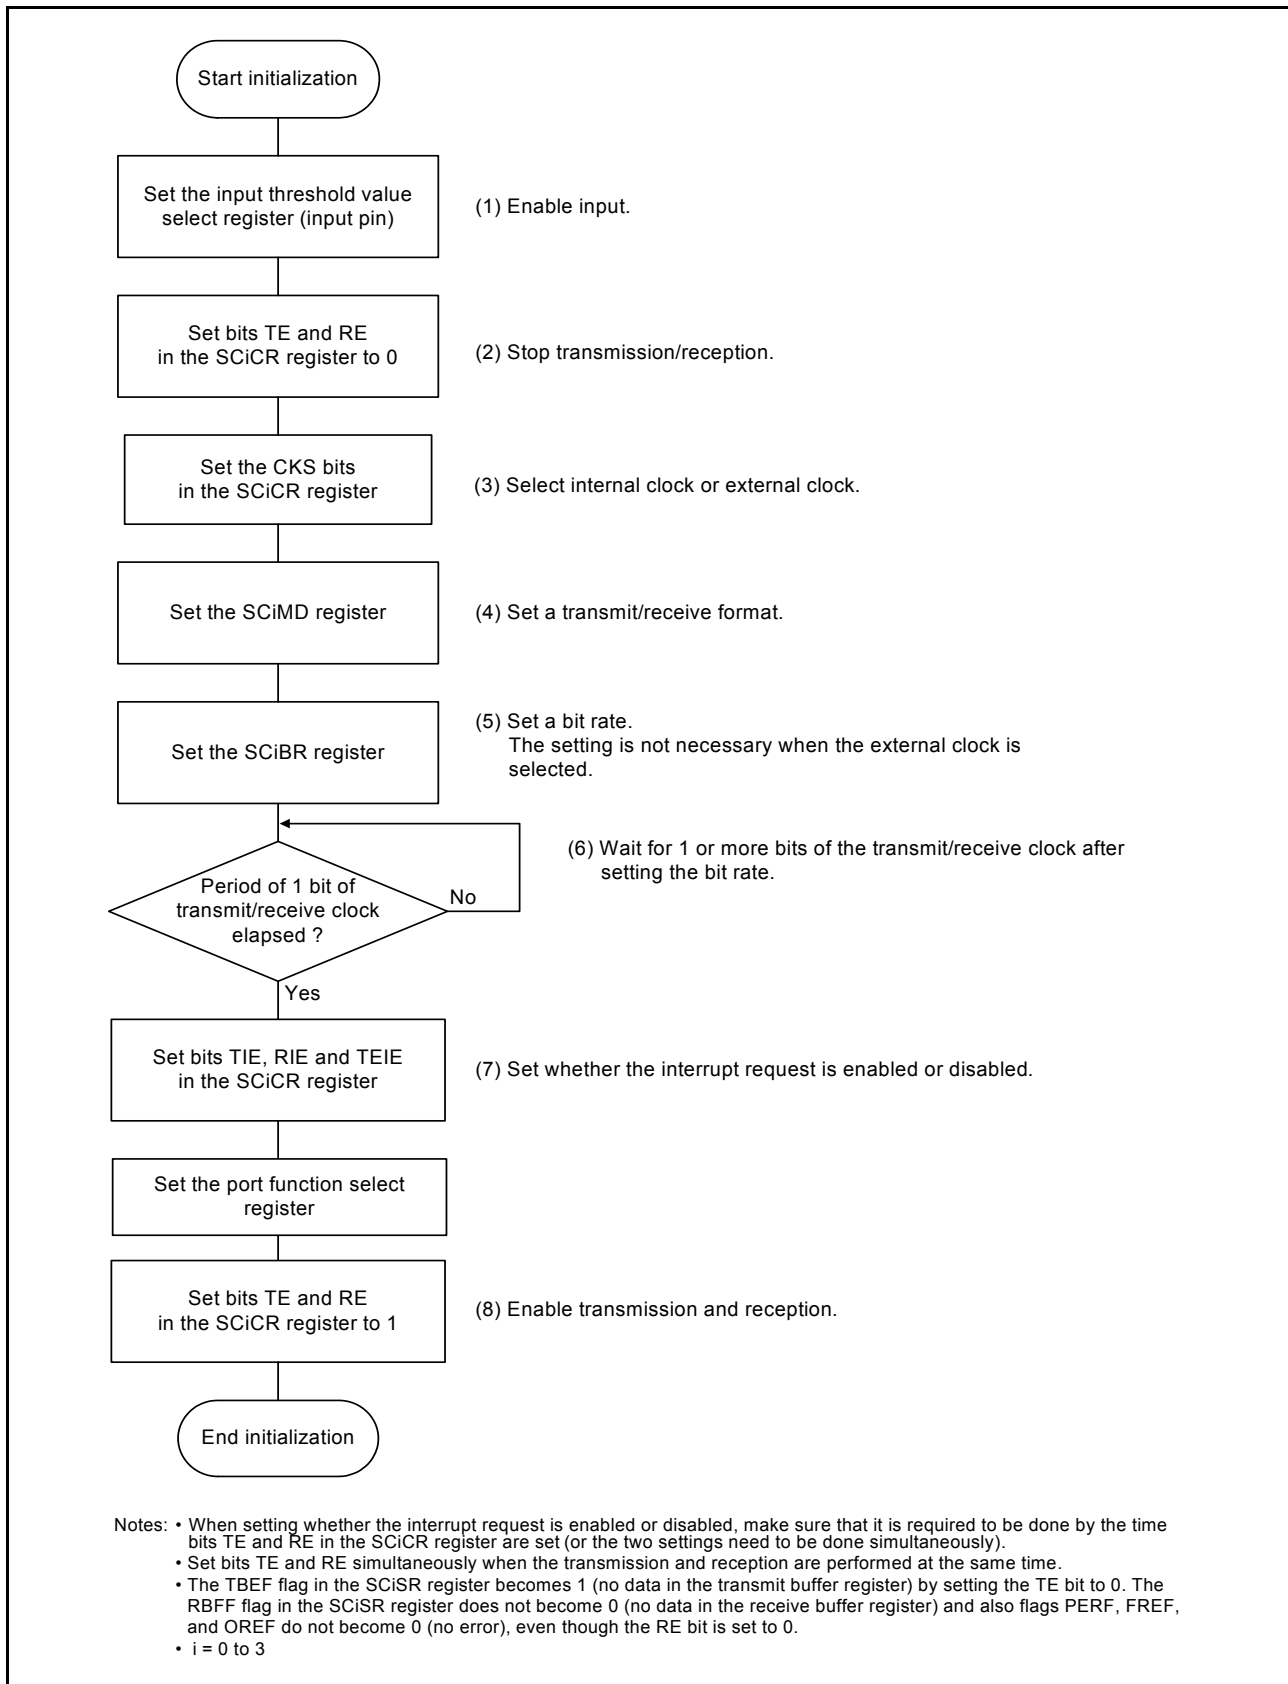 Start initialization
Set the input threshold value
select register (input pin)
(1) Enable input.
Set bits TE and RE
in the SCiCR register to 0
(2) Stop transmission/reception.
Set the CKS bits
in the SCiCR register
(3) Select internal clock or external clock.
Set the SCiMD register
(4) Set a transmit/receive format.
Set the SCiBR register
(5) Set a bit rate.
The setting is not necessary when the external clock is
selected.
(6) Wait for 1 or more bits of the transmit/receive clock after
setting the bit rate.
Period of 1 bit of
transmit/receive clock
elapsed ?
No
Yes
Set bits TIE, RIE and TEIE
in the SCiCR register
(7) Set whether the interrupt request is enabled or disabled.
Set the port function select
register
Set bits TE and RE
in the SCiCR register to 1
(8) Enable transmission and reception.
End initialization
Notes: • When setting whether the interrupt request is enabled or disabled, make sure that it is required to be done by the time
bits TE and RE in the SCiCR register are set (or the two settings need to be done simultaneously).
• Set bits TE and RE simultaneously when the transmission and reception are performed at the same time.
• The TBEF flag in the SCiSR register becomes 1 (no data in the transmit buffer register) by setting the TE bit to 0. The
RBFF flag in the SCiSR register does not become 0 (no data in the receive buffer register) and also flags PERF, FREF,
and OREF do not become 0 (no error), even though the RE bit is set to 0.
• i = 0 to 3